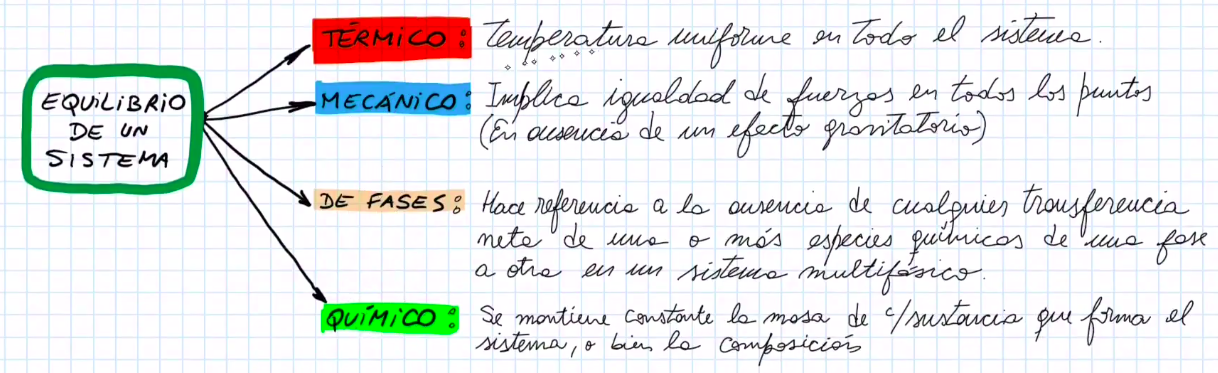 EQUILIBRIO
DE UN
SISTEMA
TÉRMICO: Temperatura uniforme en Todo el sistema.
MECÁNICO: Implica igualdad de fuerzas en todos los puntos
(En ausencia de un efecto gravitatorio)
DE FASES: Hace referencia a la ausencia de cualquier transferencia
neta de una o más especies químicas de una fase
a otra en un sistema multifásico.
QUÍMICO: Se mantiene constante la masa de c/sustancia que forma el
sistema, o bien la composición